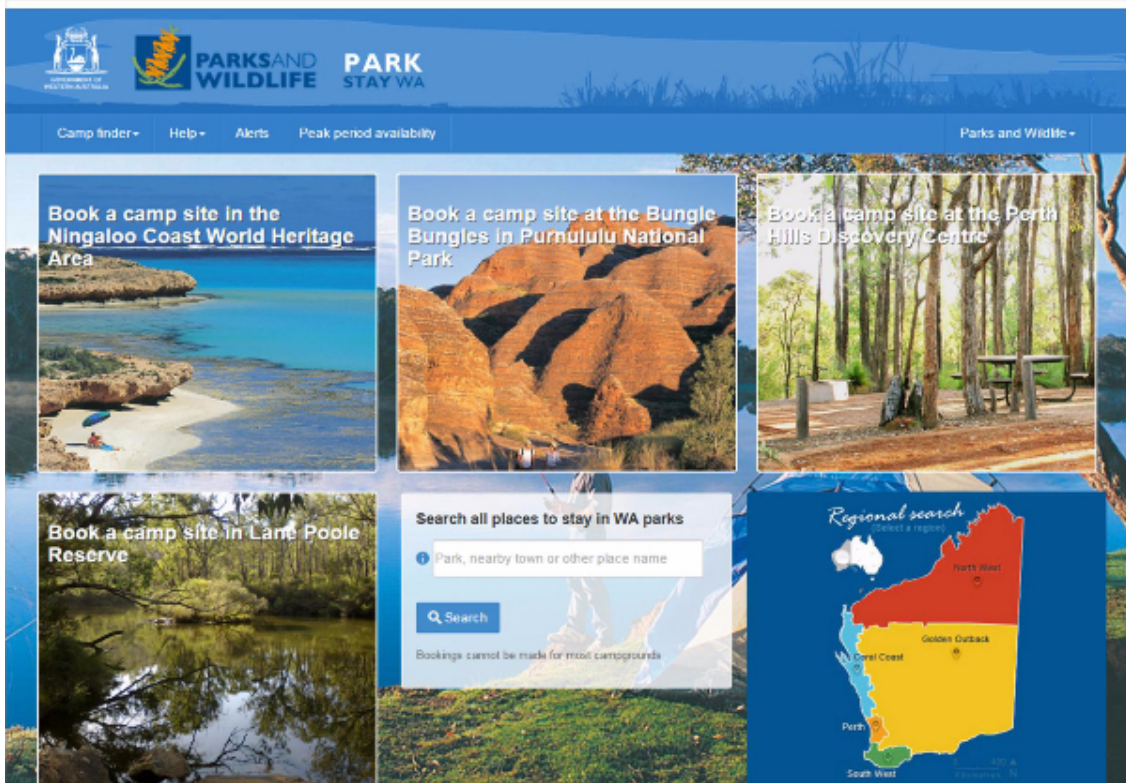 GOVERNMENT OF
WESTERN AUSTRALIA
PARKS AND
WILDLIFE
PARK
STAY WA
Camp finder
Help
Alerts
Peak period availability
Parks and Wildlife
Book a camp site in the
Ningaloo Coast World Heritage
Area
Book a camp site at the Bungle
Bungles in Purnululu National
Park
Book a camp site at the Perth
Hills Discovery Centre
Book a camp site in Lane Poole
Reserve
Search all places to stay in WA parks
Park, nearby town or other place name
Search
Bookings cannot be made for most campgrounds
Regional search
(Select a region)
North West
Golden Outback
Coral Coast
Perth
South West